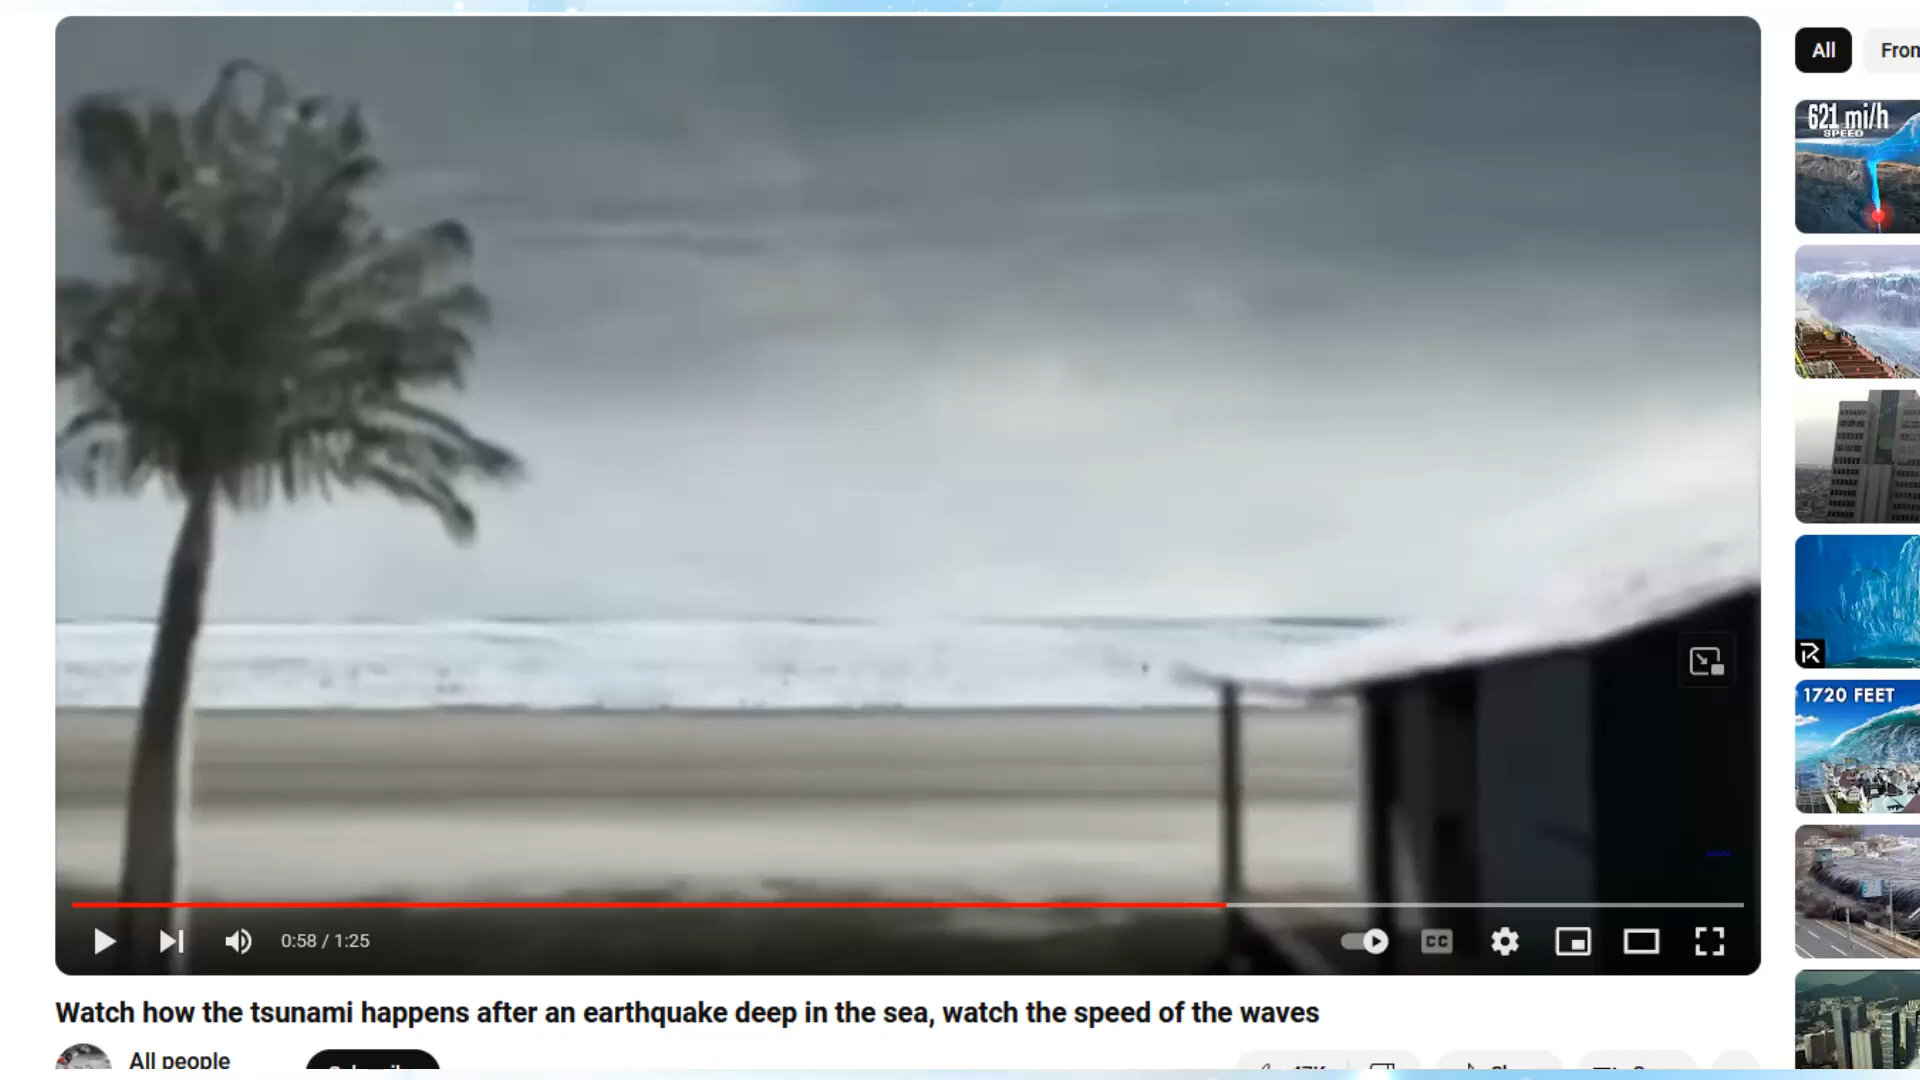 All
621 mi/h
SPEED
1720 FEET
0:58 / 1:25
CC
Watch how the tsunami happens after an earthquake deep in the sea, watch the speed of the waves
All people